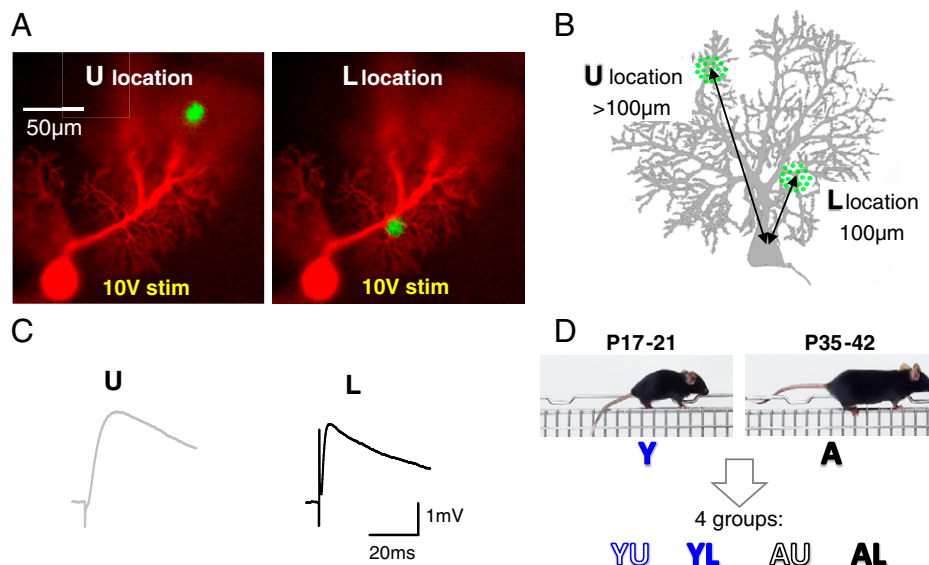 A
U location
50µm
10V stim
L location
10V stim
B
U location
>100µm
L location
100µm
C
U
L
1mV
20ms
D
P17-21
P35-42
Y
A
4 groups:
YU YL AU AL